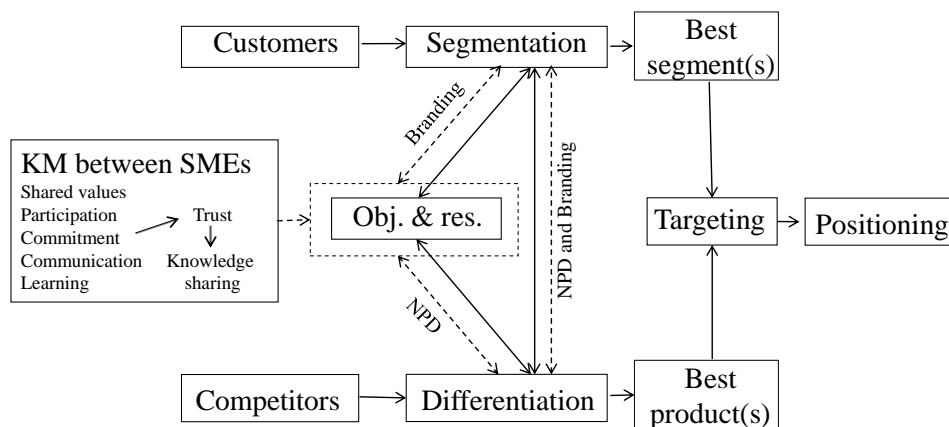 Customers
Segmentation
Best
segment(s)
Branding
KM between SMEs
Shared values
Participation
Commitment
Communication
Learning
Trust
Knowledge
sharing
Obj. & res.
NPD and Branding
Targeting
Positioning
NPD
Competitors
Differentiation
Best
product(s)